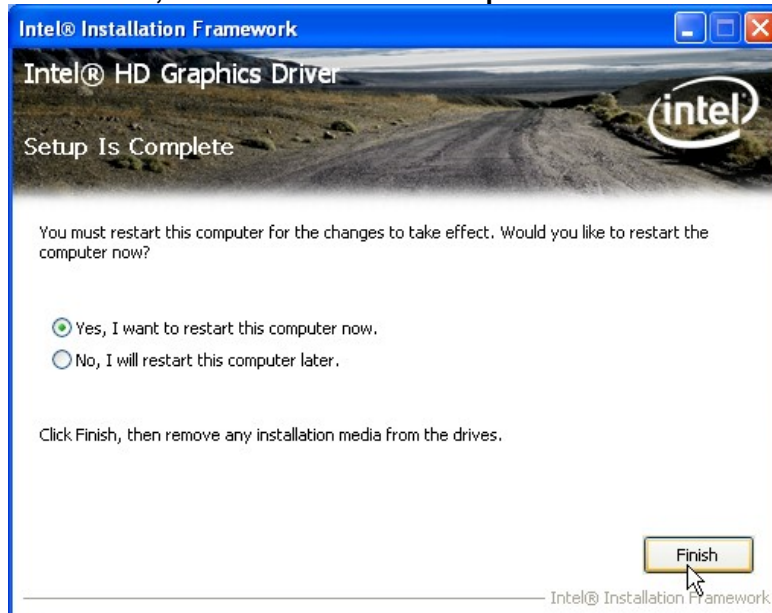 Intel® Installation Framework
Intel® HD Graphics Driver
intel
Setup Is Complete
You must restart this computer for the changes to take effect. Would you like to restart the
computer now?
Yes, I want to restart this computer now.
No, I will restart this computer later.
Click Finish, then remove any installation media from the drives.
Finish
Intel® Installation Framework